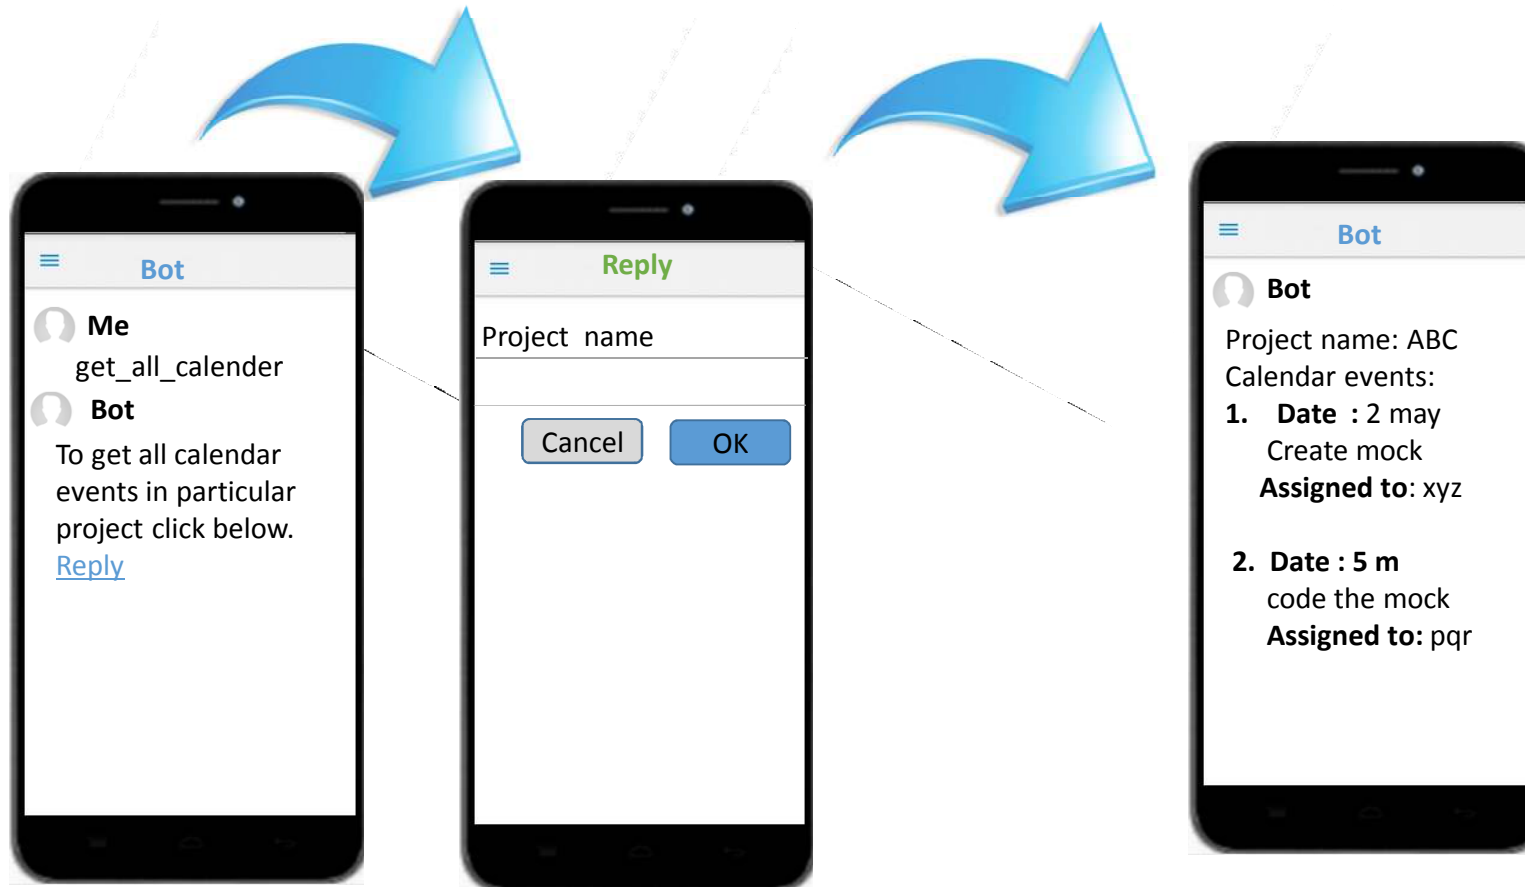 Bot
Me
get_all_calender
Bot
To get all calendar
events in particular
project click below.
Reply
Reply
Project name
Cancel
OK
Bot
Bot
Project name: ABC
Calendar events:
1. Date : 2 may
Create mock
Assigned to: xyz
2. Date : 5 m
code the mock
Assigned to: pqr